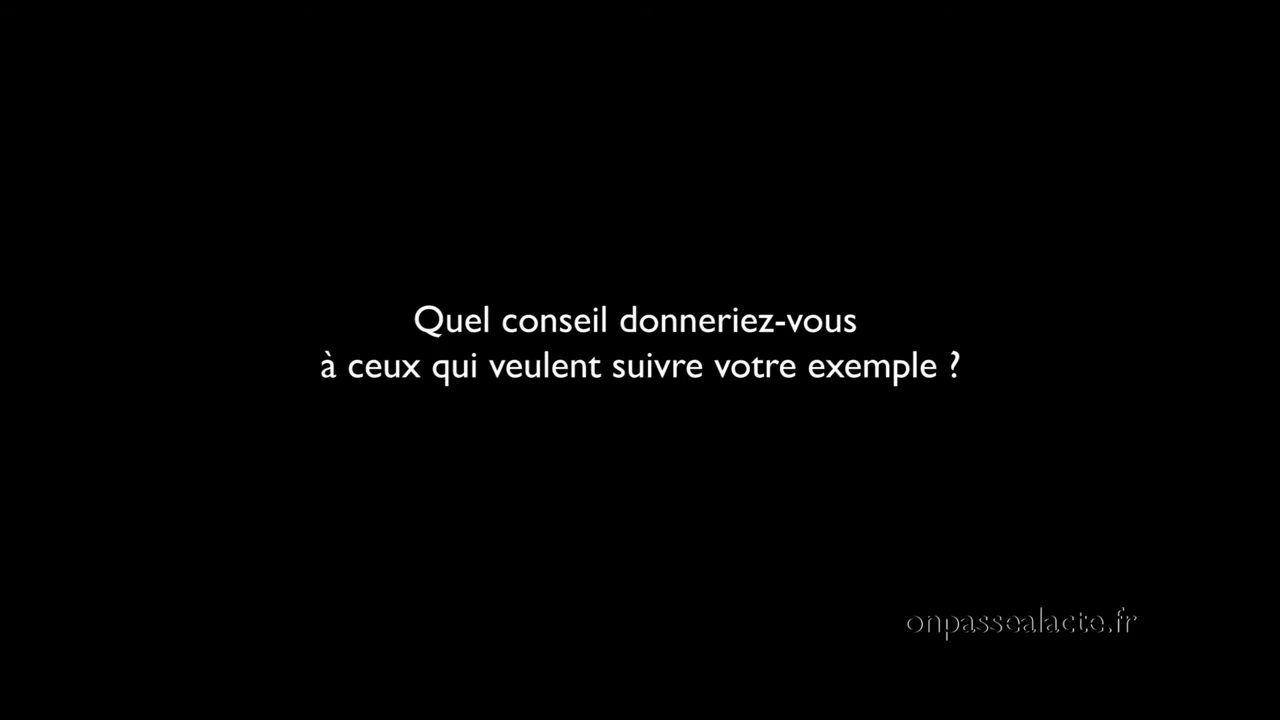 Quel conseil donneriez-vous
à ceux qui veulent suivre votre exemple ?
onpassealacte.fr